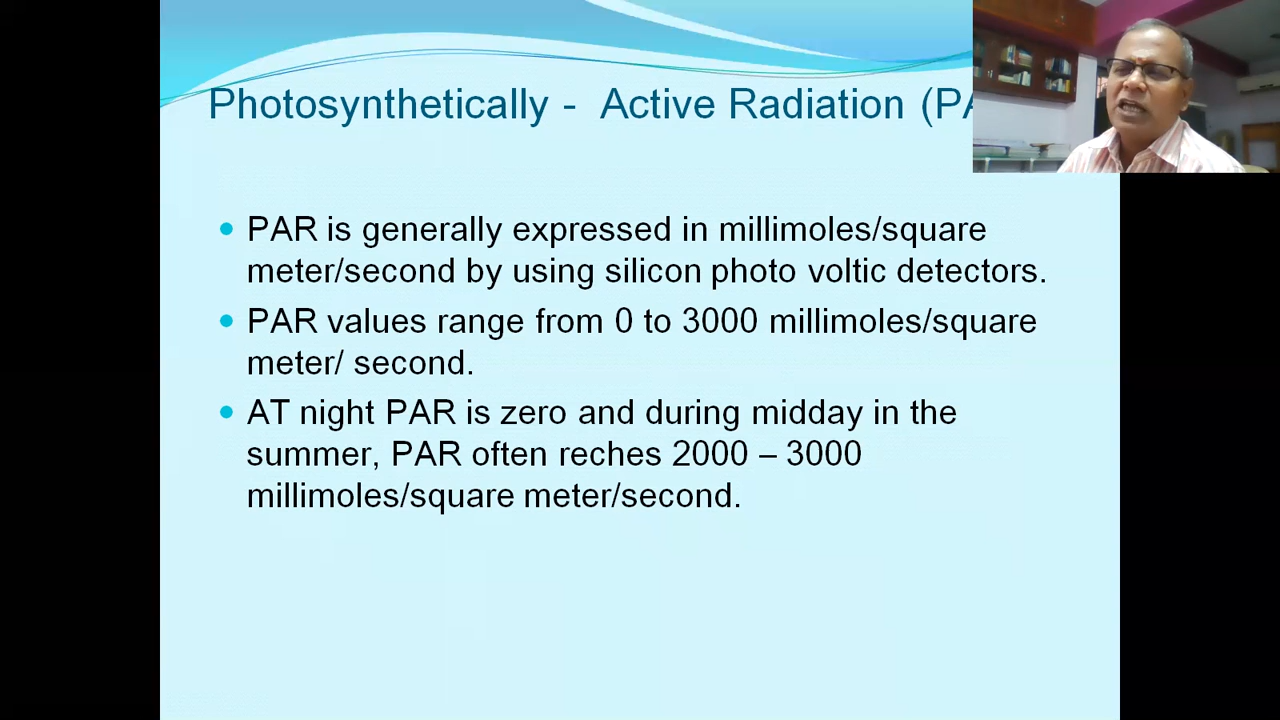 Photosynthetically - Active Radiation (PA
PAR is generally expressed in millimoles/square
meter/second by using silicon photo voltic detectors.
PAR values range from 0 to 3000 millimoles/square
meter/ second.
AT night PAR is zero and during midday in the
summer, PAR often reches 2000 – 3000
millimoles/square meter/second.